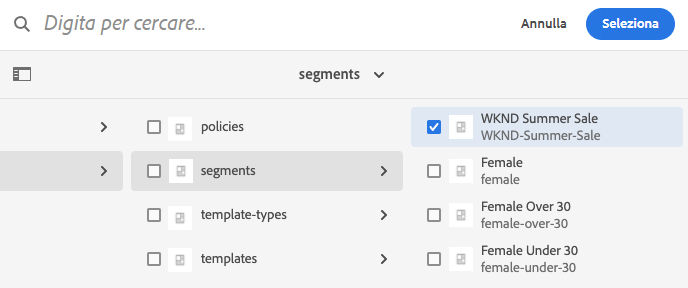 Digita per cercare...
Annulla
Seleziona
segments
policies
segments
template-types
templates
WKND Summer Sale
WKND-Summer-Sale
Female
female
Female Over 30
female-over-30
Female Under 30
female-under-30